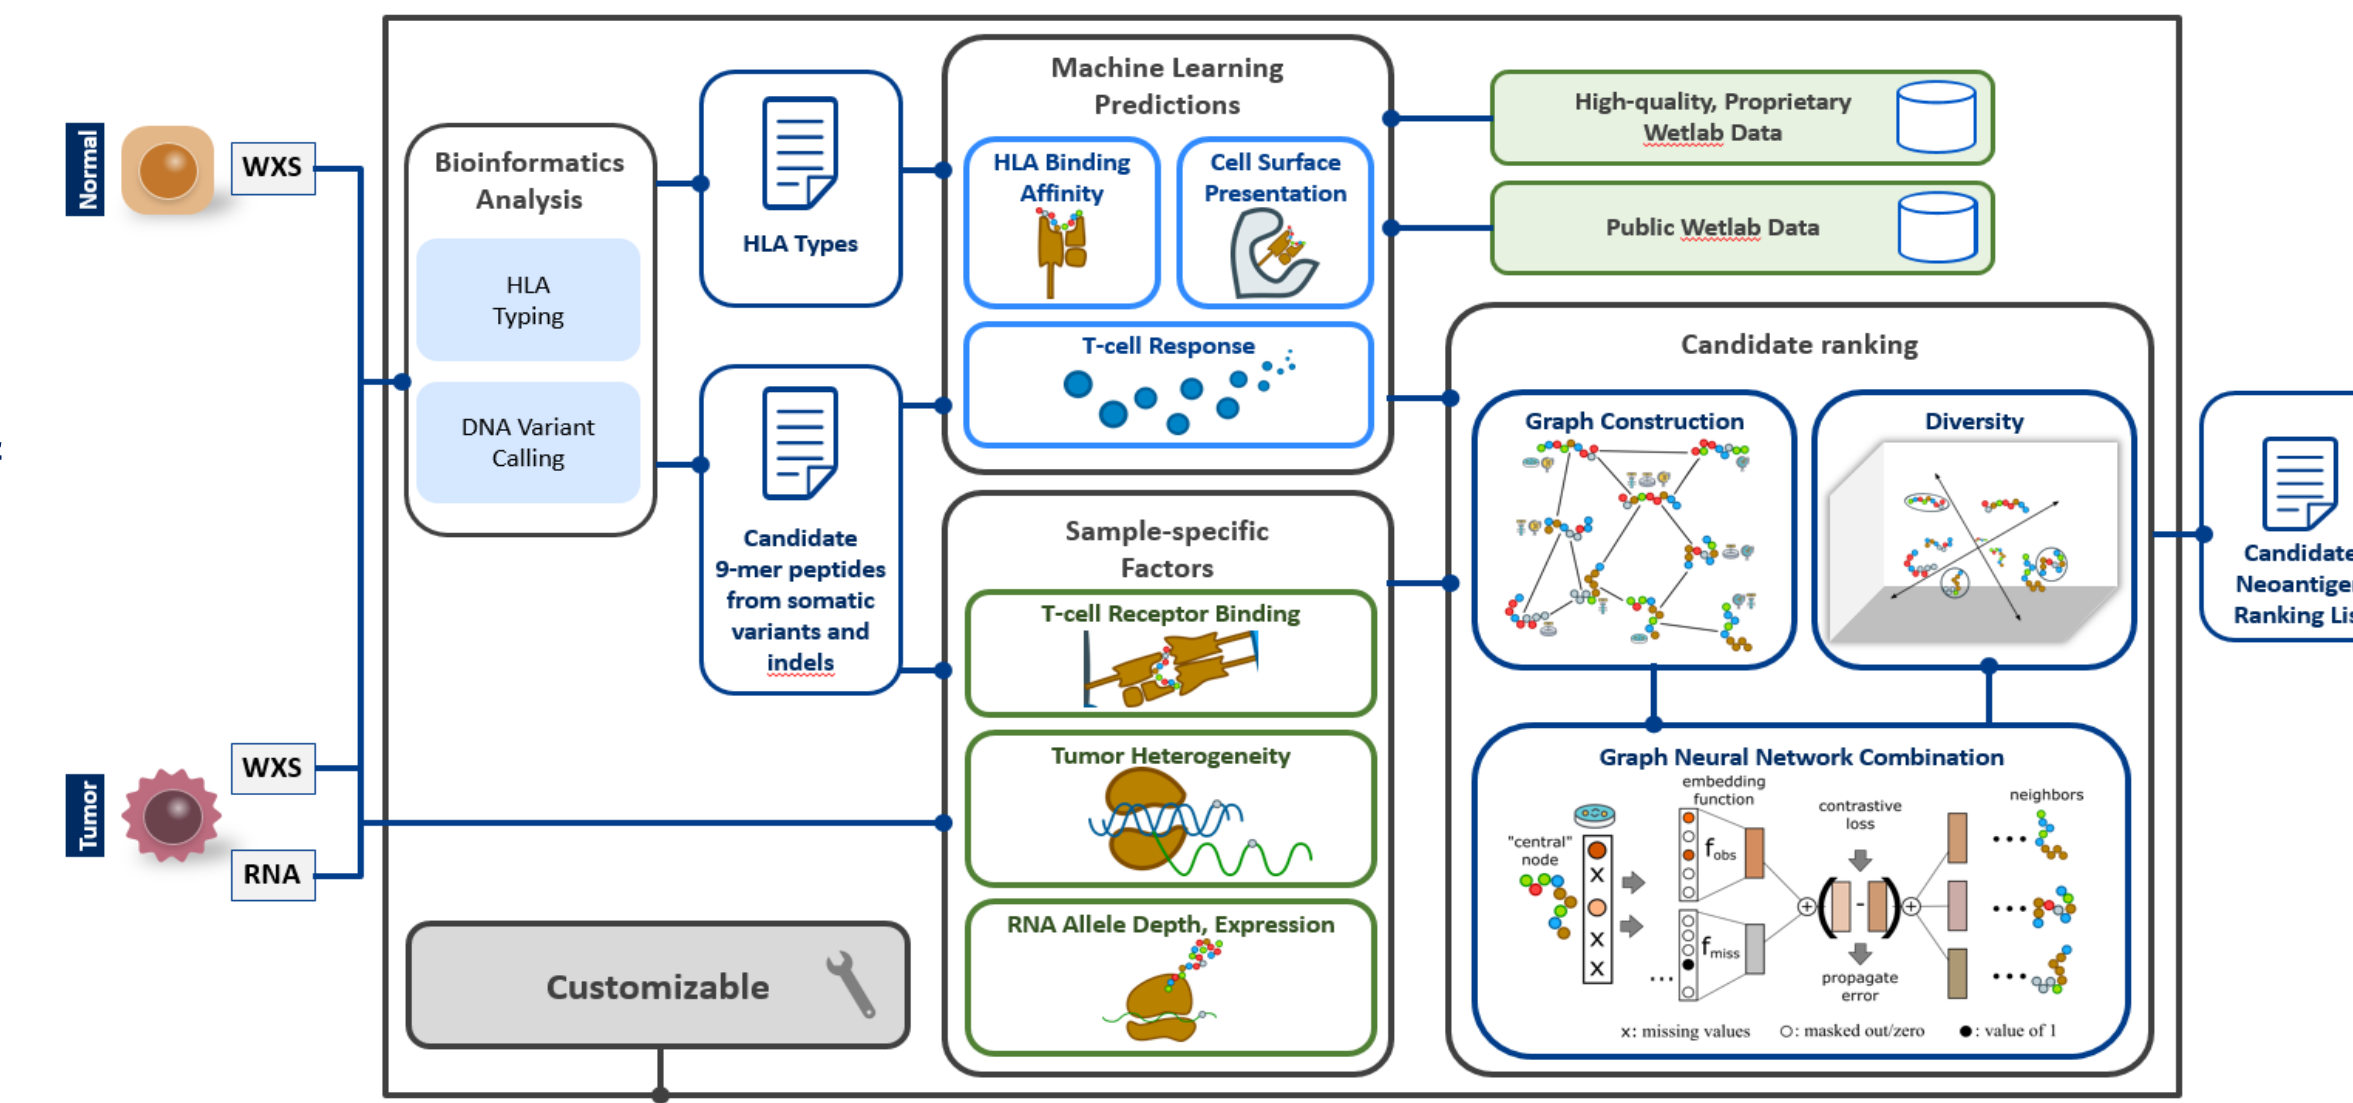 Normal
WXS
Tumor
WXS
RNA
Bioinformatics
Analysis
HLA
Typing
DNA Variant
Calling
HLA Types
Candidate
9-mer peptides
from somatic
variants and
indels
Customizable
Machine Learning
Predictions
HLA Binding
Affinity
Cell Surface
Presentation
T-cell Response
Sample-specific
Factors
T-cell Receptor Binding
Tumor Heterogeneity
RNA Allele Depth, Expression
High-quality, Proprietary
Wetlab Data
Public Wetlab Data
Candidate ranking
Graph Construction
Diversity
Graph Neural Network Combination
embedding
function
"central"
node
f obs
f miss
...
contrastive
loss
-
propagate
error
neighbors
...
...
...
X
X
X
x: missing values
○: masked out/zero
●: value of 1
Candidate
Neoantige
Ranking Lis